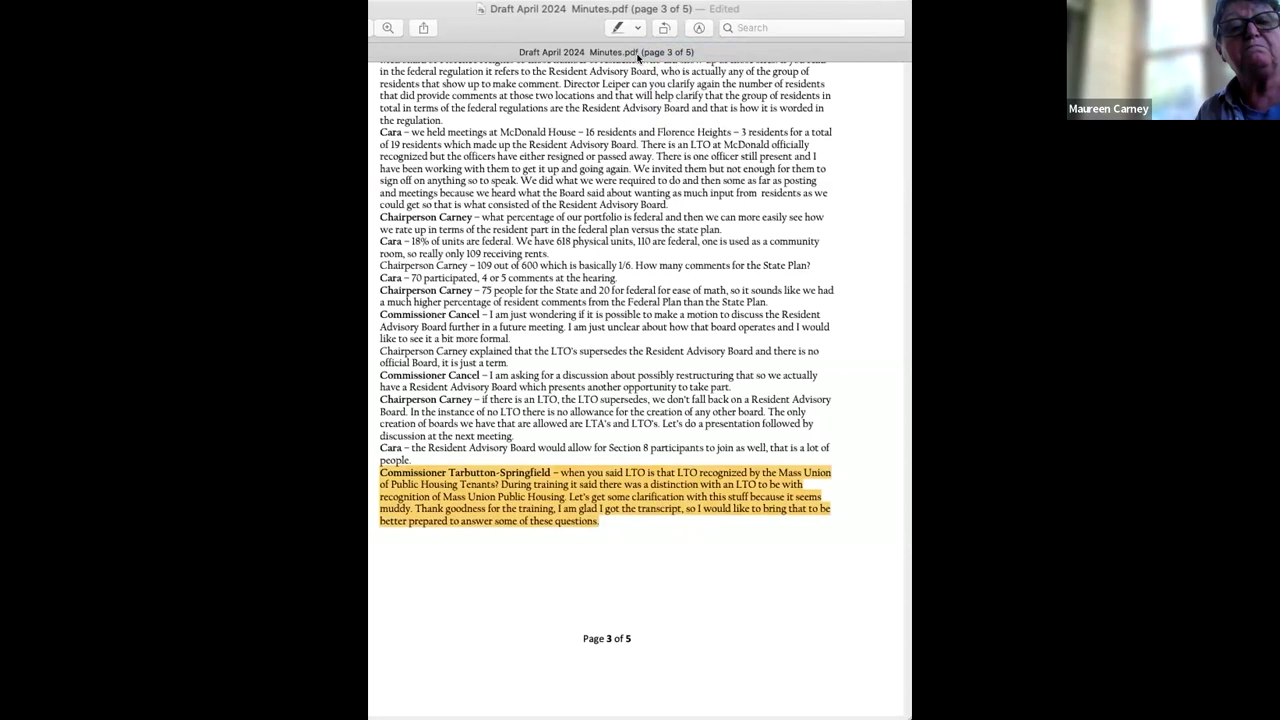 Draft April 2024 Minutes.pdf (page 3 of 5) — Edited
Search
Draft April 2024 Minutes.pdf (page 3 of 5)
in the federal regulation it refers to the Resident Advisory Board, who is actually any of the group of
residents that show up to make comment. Director Leiper can you clarify again the number of residents
that did provide comments at those two locations and that will help clarify that the group of residents in
total in terms of the federal regulations are the Resident Advisory Board and that is how it is worded in
the regulation.
Cara – we held meetings at McDonald House – 16 residents and Florence Heights – 3 residents for a total
of 19 residents which made up the Resident Advisory Board. There is an LTO at McDonald officially
recognized but the officers have either resigned or passed away. There is one officer still present and I
have been working with them to get it up and going again. We invited them but not enough for them to
sign off on anything so to speak. We did what we were required to do and then some as far as posting
and meetings because we heard what the Board said about wanting as much input from residents as we
could get so that is what consisted of the Resident Advisory Board.
Chairperson Carney – what percentage of our portfolio is federal and then we can more easily see how
we rate up in terms of the resident part in the federal plan versus the state plan.
Cara – 18% of units are federal. We have 618 physical units, 110 are federal, one is used as a community
room, so really only 109 receiving rents.
Chairperson Carney – 109 out of 600 which is basically 1/6. How many comments for the State Plan?
Cara – 70 participated, 4 or 5 comments at the hearing.
Chairperson Carney – 75 people for the State and 20 for federal for ease of math, so it sounds like we had
a much higher percentage of resident comments from the Federal Plan than the State Plan.
Commissioner Cancel – I am just wondering if it is possible to make a motion to discuss the Resident
Advisory Board further in a future meeting. I am just unclear about how that board operates and I would
like to see it a bit more formal.
Chairperson Carney explained that the LTO's supersedes the Resident Advisory Board and there is no
official Board, it is just a term.
Commissioner Cancel – I am asking for a discussion about possibly restructuring that so we actually
have a Resident Advisory Board which presents another opportunity to take part.
Chairperson Carney – if there is an LTO, the LTO supersedes, we don't fall back on a Resident Advisory
Board. In the instance of no LTO there is no allowance for the creation of any other board. The only
creation of boards we have that are allowed are LTA's and LTO's. Let's do a presentation followed by
discussion at the next meeting.
Cara – the Resident Advisory Board would allow for Section 8 participants to join as well, that is a lot of
people.
Commissioner Tarbutton-Springfield – when you said LTO is that LTO recognized by the Mass Union
of Public Housing Tenants? During training it said there was a distinction with an LTO to be with
recognition of Mass Union Public Housing. Let's get some clarification with this stuff because it seems
muddy. Thank goodness for the training, I am glad I got the transcript, so I would like to bring that to be
better prepared to answer some of these questions.
Page 3 of 5
Maureen Carney